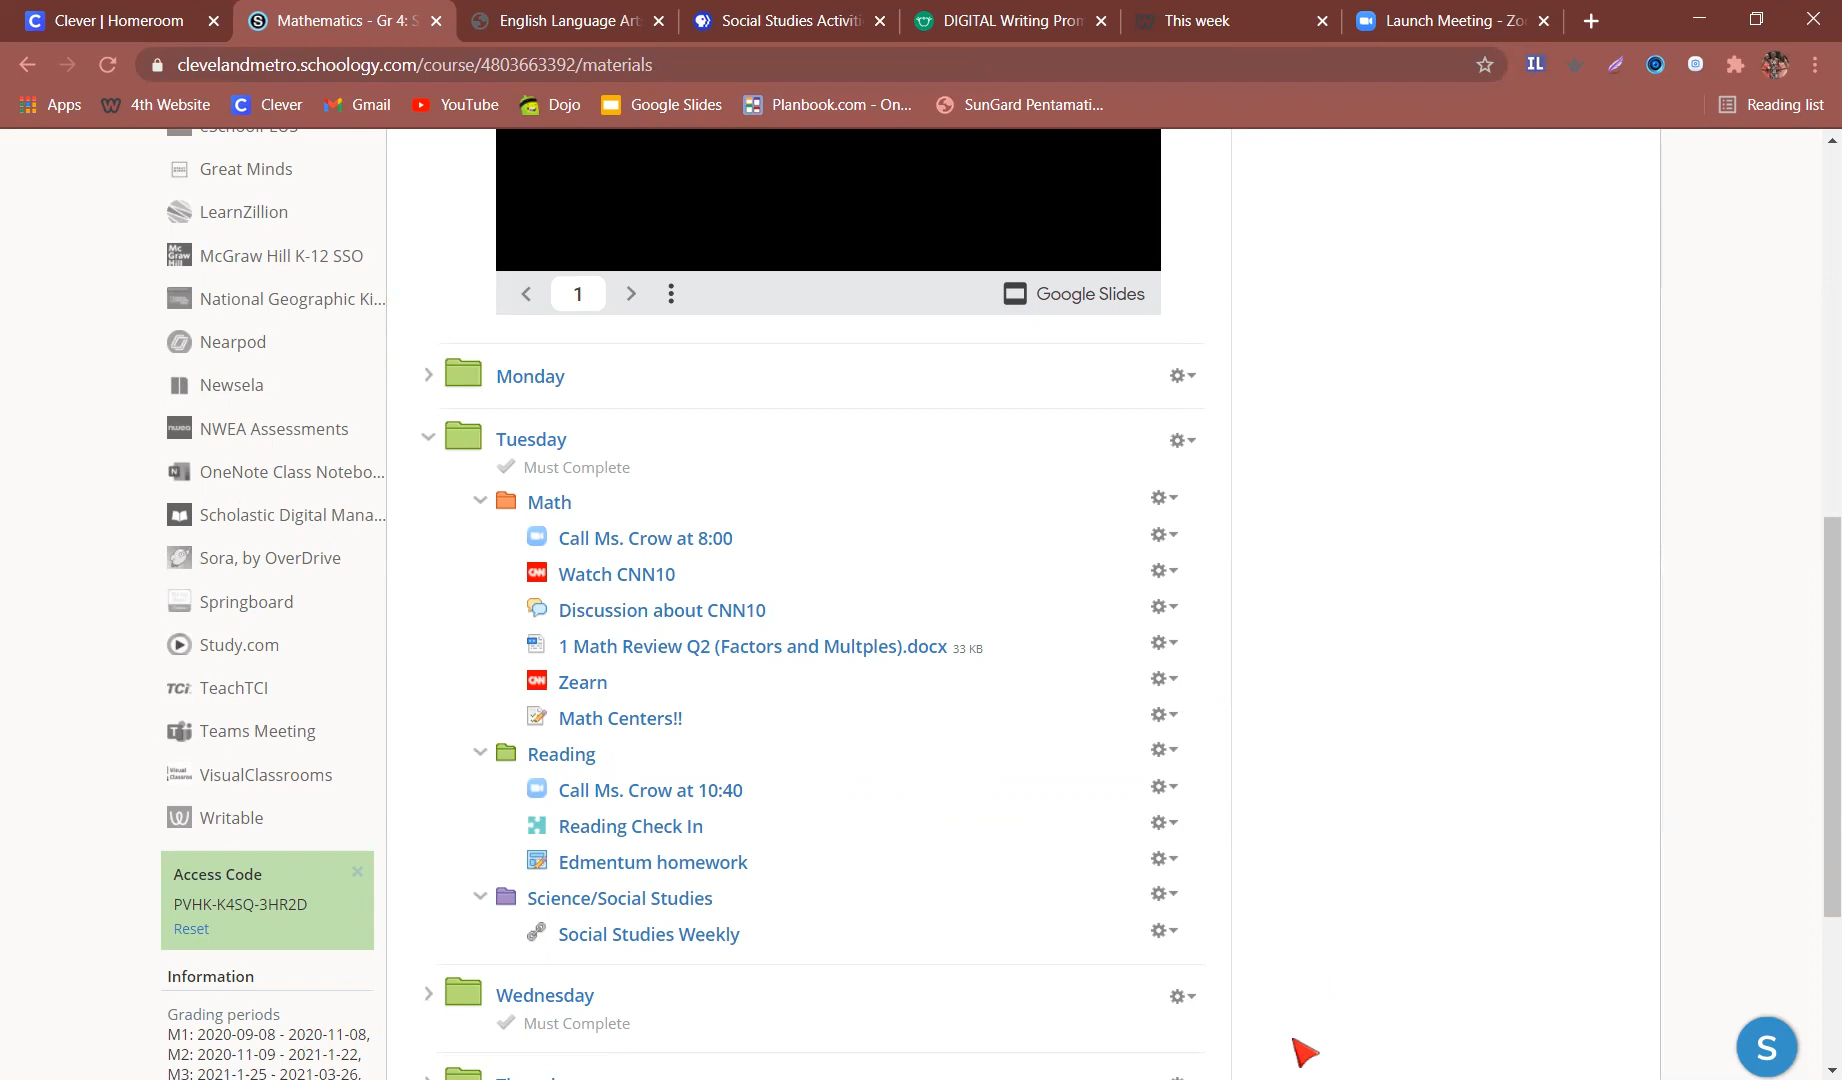 Clever | Homeroom
Mathematics - Gr 4: S
English Language Art
Social Studies Activiti
DIGITAL Writing Pron
This week
Launch Meeting - Zo
clevelandmetro.schoology.com/course/4803663392/materials
IL
Apps
4th Website
Clever
Gmail
YouTube
Dojo
Google Slides
Planbook.com - On...
SunGard Pentamati...
Reading list
Great Minds
LearnZillion
McGraw Hill K-12 SSO
National Geographic Ki...
Nearpod
Newsela
NWEA Assessments
OneNote Class Notebo...
Scholastic Digital Mana...
Sora, by OverDrive
Springboard
Study.com
TCi TeachTCI
Teams Meeting
VisualClassrooms
Writable
Access Code
PVHK-K4SQ-3HR2D
Reset
Information
Grading periods
M1: 2020-09-08 - 2020-11-08,
M2: 2020-11-09 - 2021-1-22,
M3: 2021-1-25 - 2021-03-26,
1
Google Slides
Monday
Tuesday
Must Complete
Math
Call Ms. Crow at 8:00
Watch CNN10
Discussion about CNN10
1 Math Review Q2 (Factors and Multples).docx 33 KB
Zearn
Math Centers!!
Reading
Call Ms. Crow at 10:40
Reading Check In
Edmentum homework
Science/Social Studies
Social Studies Weekly
Wednesday
Must Complete
S